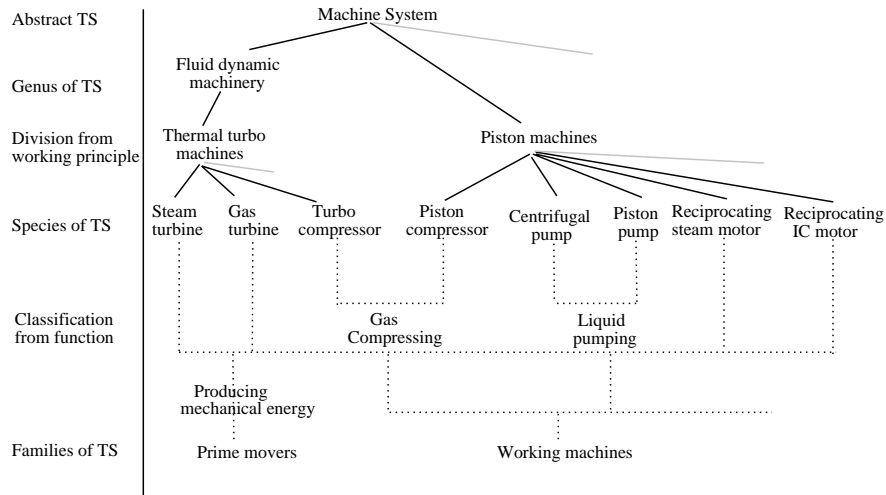 Abstract TS
Machine System
Genus of TS
Fluid dynamic
machinery
Division from
working principle
Thermal turbo
machines
Piston machines
Species of TS
Steam
turbine
Gas
turbine
Turbo
compressor
Piston
compressor
Centrifugal
pump
Piston
pump
Reciprocating
steam motor
Reciprocating
IC motor
Classification
from function
Gas
Compressing
Liquid
pumping
Producing
mechanical energy
Families of TS
Prime movers
Working machines